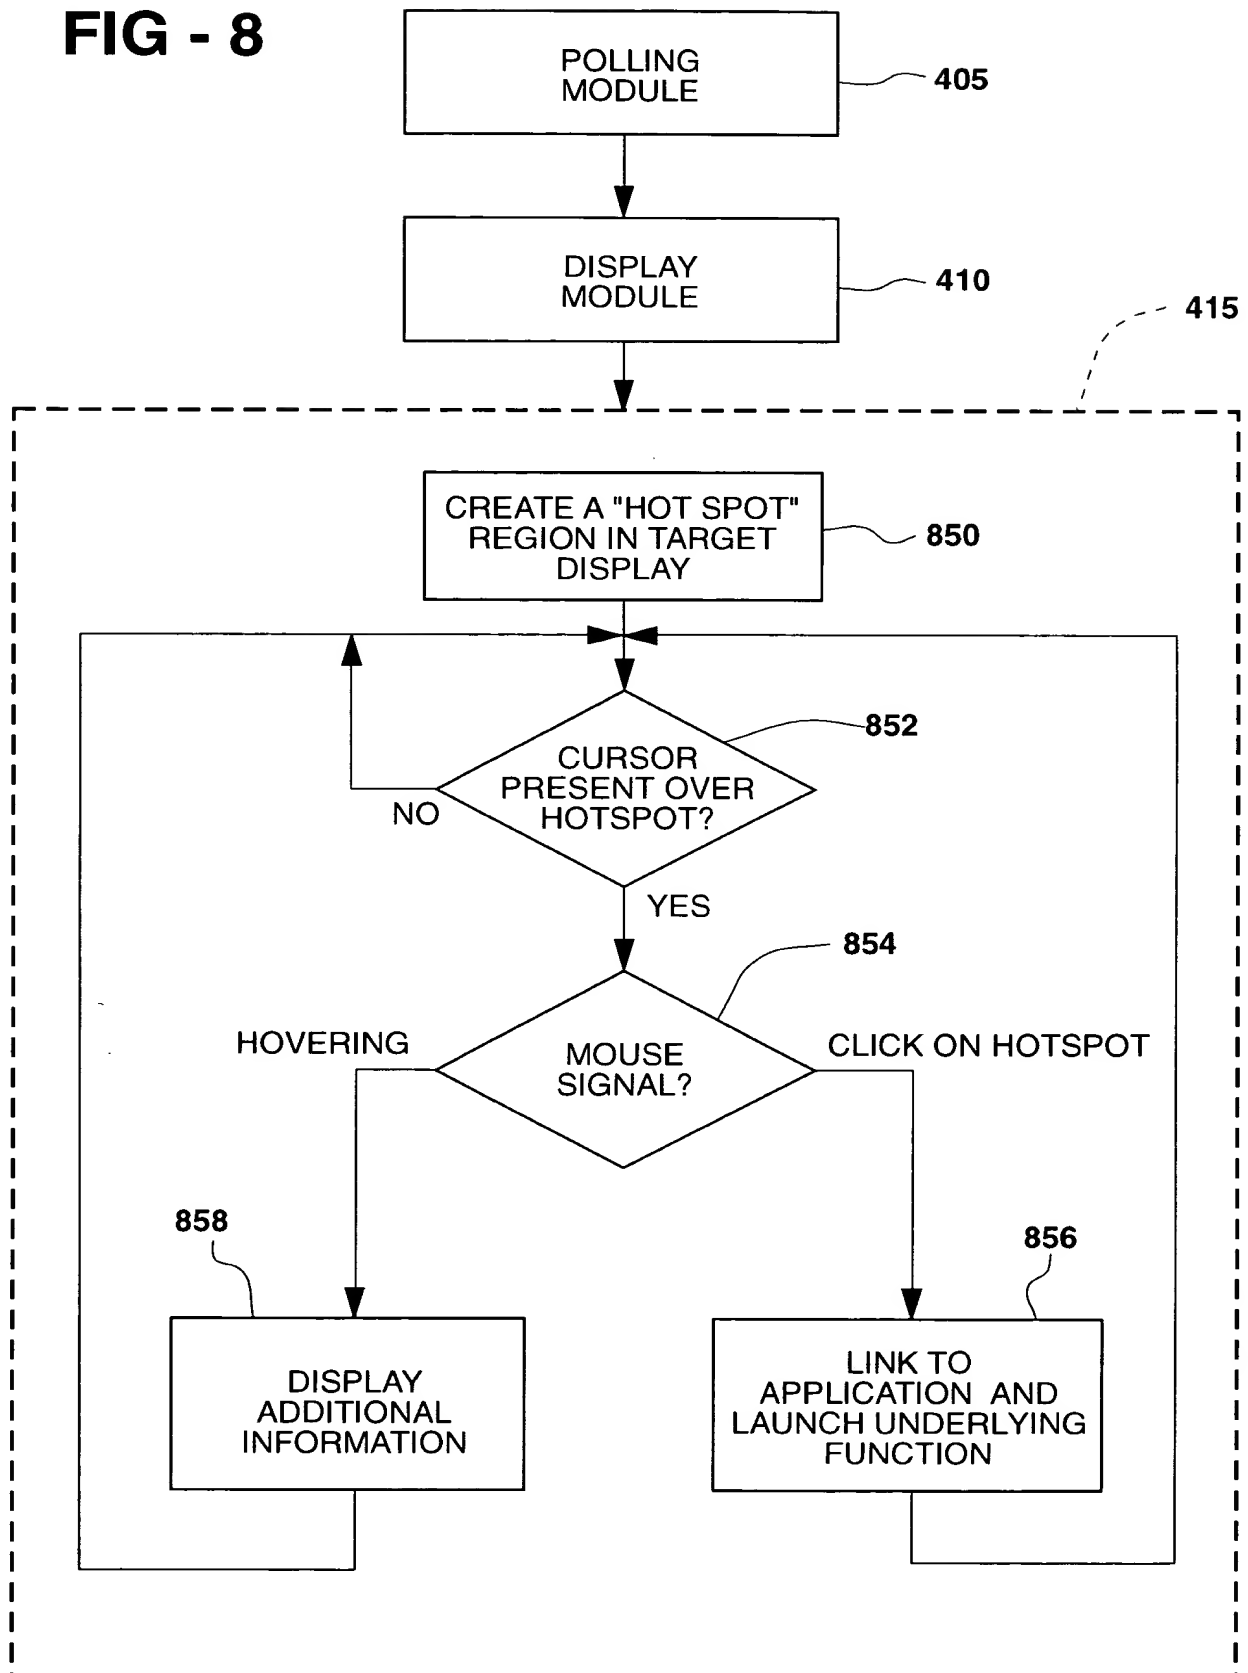 FIG - 8
POLLING
MODULE
405
DISPLAY
MODULE
410
415
CREATE A "HOT SPOT"
REGION IN TARGET
DISPLAY
850
852
CURSOR
PRESENT OVER
HOTSPOT?
NO
YES
854
HOVERING
MOUSE
SIGNAL?
CLICK ON HOTSPOT
858
856
DISPLAY
ADDITIONAL
INFORMATION
LINK TO
APPLICATION AND
LAUNCH UNDERLYING
FUNCTION